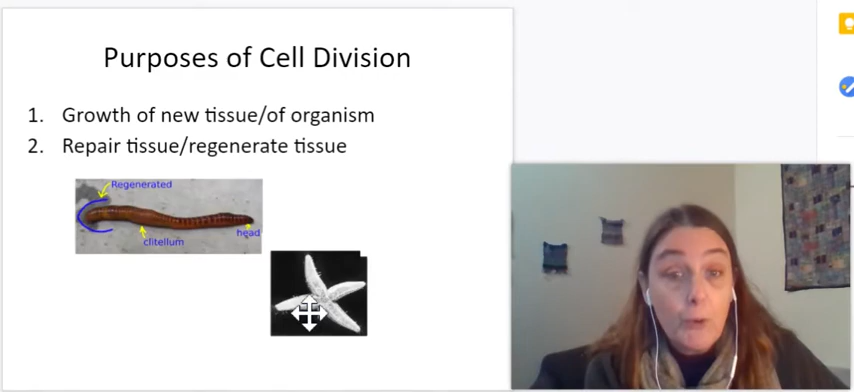 Purposes of Cell Division
1. Growth of new tissue/of organism
2. Repair tissue/regenerate tissue
Regenerated
head
clitellum